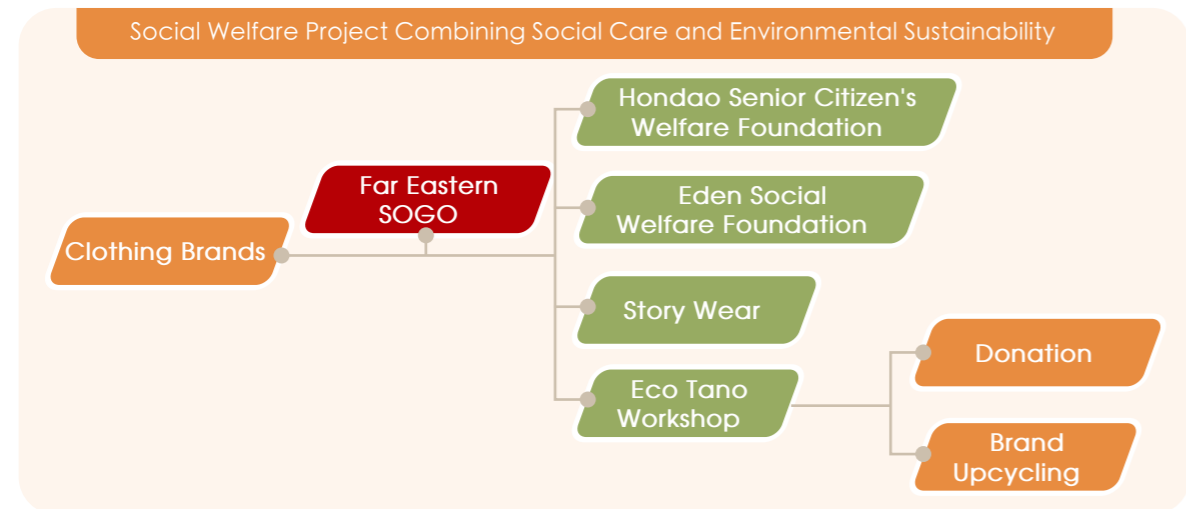 Social Welfare Project Combining Social Care and Environmental Sustainability
Clothing Brands
Far Eastern
SOGO
Hondao Senior Citizen's
Welfare Foundation
Eden Social
Welfare Foundation
Story Wear
Eco Tano
Workshop
Donation
Brand
Upcycling